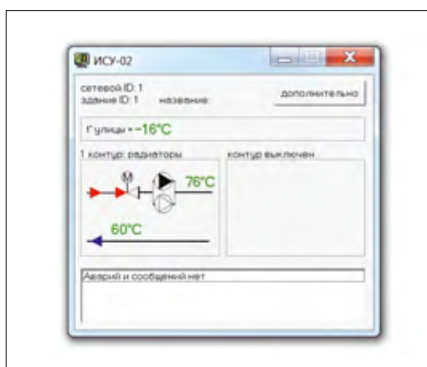 ИСУ-02
сетевой ID: 1
здание ID: 1 название:
дополнительно
t° улицы = -16°C
1 контур: радиаторы
контур выключен
M
76°C
60°C
Аварий и сообщений нет